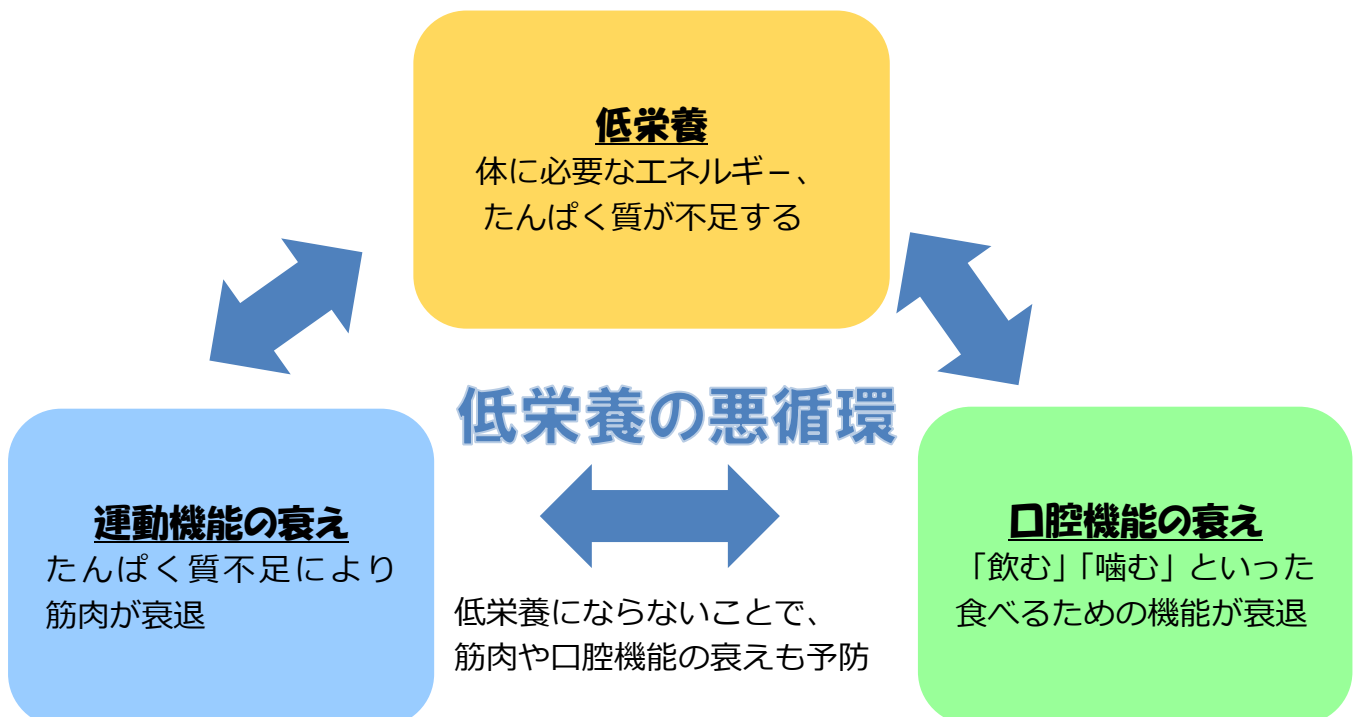 低栄養
体に必要なエネルギ－、
たんぱく質が不足する
低栄養の悪循環
運動機能の衰え
たんぱく質不足により
筋肉が衰退
口腔機能の衰え
「飲む」「噛む」といった
食べるための機能が衰退
低栄養にならないことで、
筋肉や口腔機能の衰えも予防